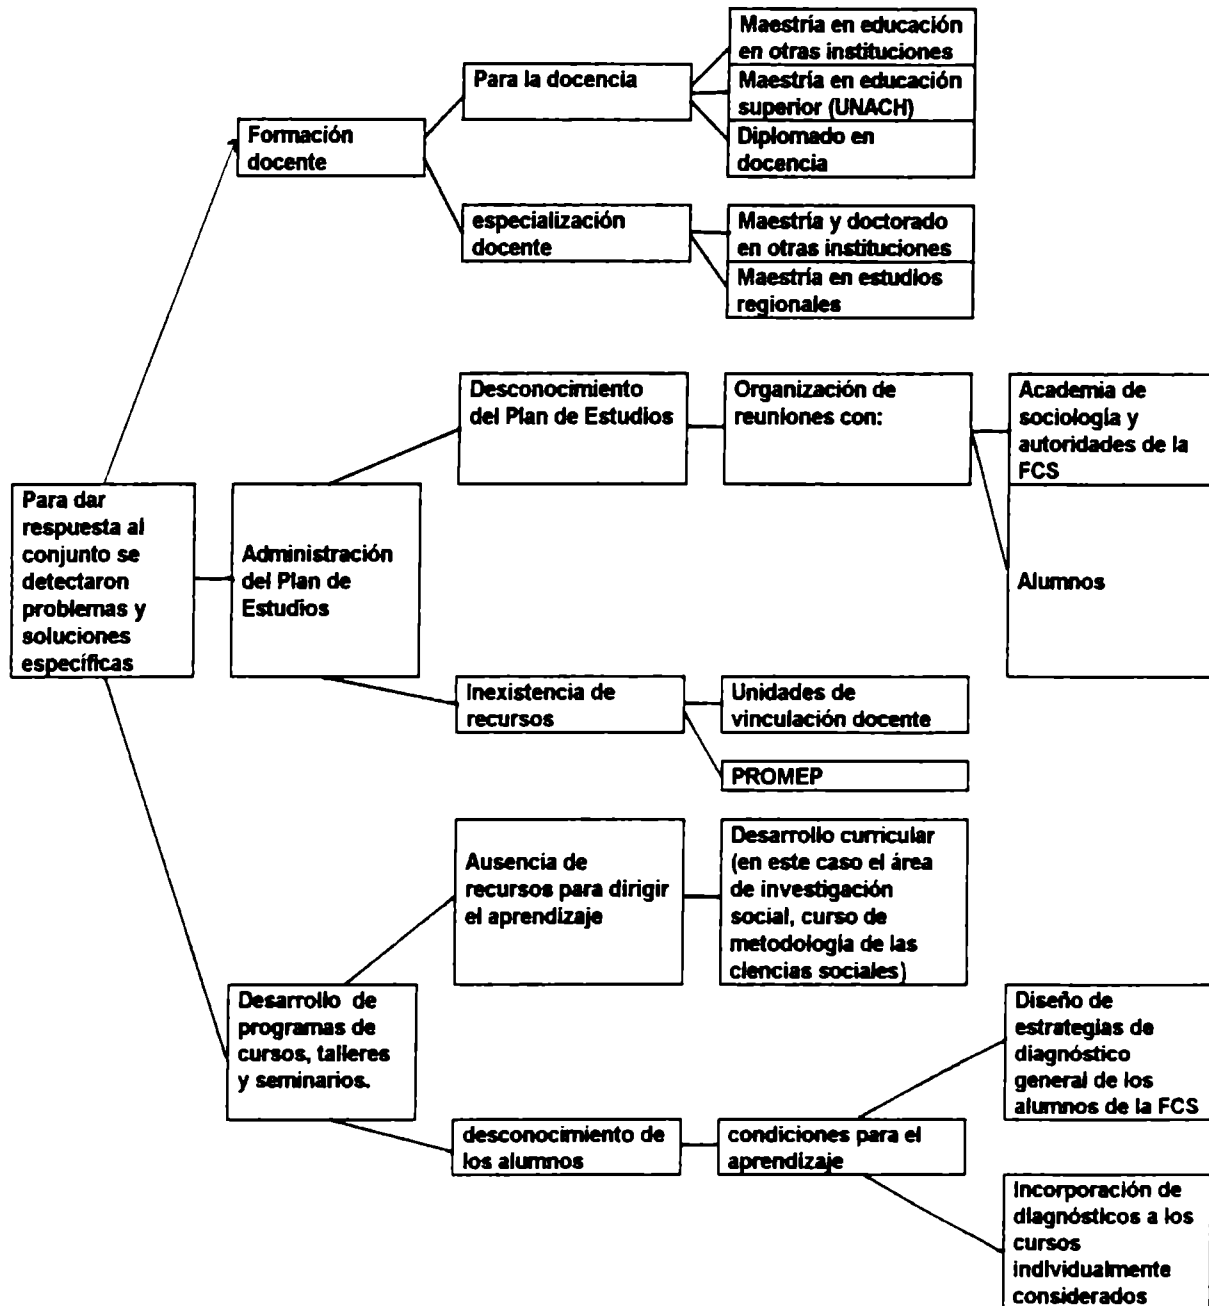 Maestría en educación
en otras instituciones
Maestría en educación
superior (UNACH)
Diplomado en
docencia
Para la docencia
Formación
docente
especialización
docente
Maestría y doctorado
en otras instituciones
Maestría en estudios
regionales
Desconocimiento
del Plan de Estudios
Organización de
reuniones con:
Academia de
sociología y
autoridades de la
FCS
Alumnos
Para dar
respuesta al
conjunto se
detectaron
problemas y
soluciones
específicas
Administración
del Plan de
Estudios
Inexistencia de
recursos
Unidades de
vinculación docente
PROMEP
Ausencia de
recursos para dirigir
el aprendizaje
Desarrollo curricular
(en este caso el área
de investigación
social, curso de
metodología de las
ciencias sociales)
Desarrollo de
programas de
cursos, talleres
y seminarios.
desconocimiento de
los alumnos
condiciones para el
aprendizaje
Diseño de
estrategias de
diagnóstico
general de los
alumnos de la FCS
Incorporación de
diagnósticos a los
cursos
individualmente
considerados